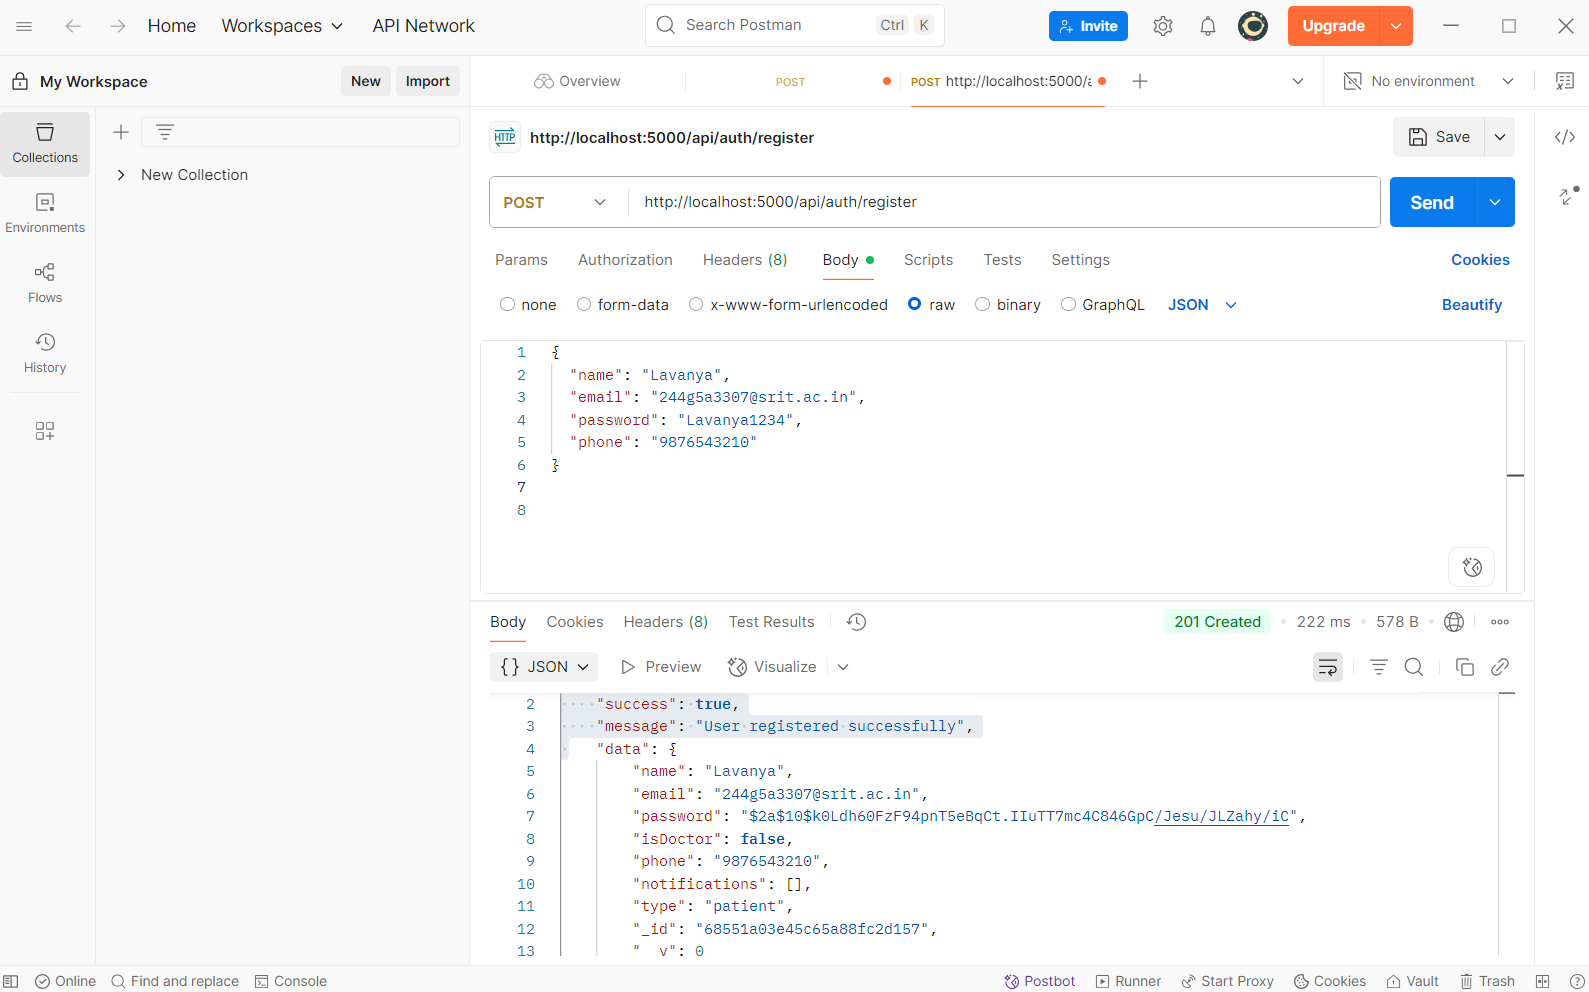 Home Workspaces API Network Search Postman Ctrl K Invite Upgrade
My Workspace New Import Overview POST POST http://localhost:5000/a No environment
Collections
Environments
Flows
History
New Collection
HTTP http://localhost:5000/api/auth/register Save
POST http://localhost:5000/api/auth/register Send
Params Authorization Headers (8) Body Scripts Tests Settings Cookies
none form-data x-www-form-urlencoded raw binary GraphQL JSON Beautify
1 {
2 "name": "Lavanya",
3 "email": "244g5a3307@srit.ac.in",
4 "password": "Lavanya1234",
5 "phone": "9876543210"
6 }
7
8
Body Cookies Headers (8) Test Results 201 Created 222 ms 578 B
{} JSON Preview Visualize
2 "success": true,
3 "message": "User registered successfully",
4 "data": {
5 "name": "Lavanya",
6 "email": "244g5a3307@srit.ac.in",
7 "password": "$2a$10$k0Ldh60FzF94pnT5eBqCt.IIuTT7mc4C846GpC/Jesu/JLZahy/iC",
8 "isDoctor": false,
9 "phone": "9876543210",
10 "notifications": [],
11 "type": "patient",
12 "_id": "68551a03e45c65a88fc2d157",
13 "__v": 0
Online Find and replace Console Postbot Runner Start Proxy Cookies Vault Trash